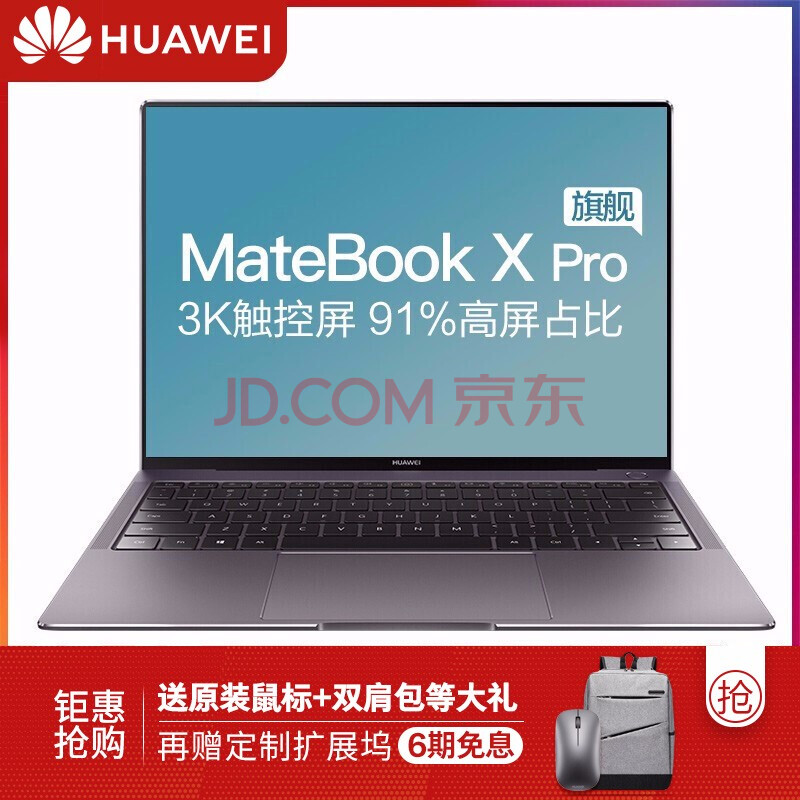 HUAWEI
旗舰
MateBook X Pro
3K触控屏 91%高屏占比
JD.COM 京东
HUAWEI
钜惠
抢购
送原装鼠标+双肩包等大礼
再赠定制扩展坞 6期免息
抢